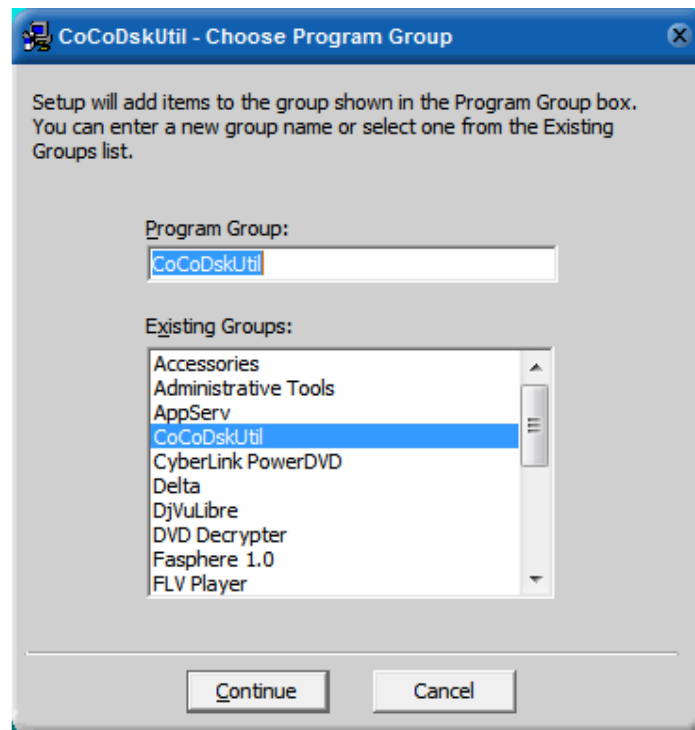 CoCoDskUtil - Choose Program Group
Setup will add items to the group shown in the Program Group box.
You can enter a new group name or select one from the Existing
Groups list.
Program Group:
CoCoDskUtil
Existing Groups:
Accessories
Administrative Tools
AppServ
CoCoDskUtil
CyberLink PowerDVD
Delta
DjVuLibre
DVD Decrypter
Fasphere 1.0
FLV Player
Continue
Cancel